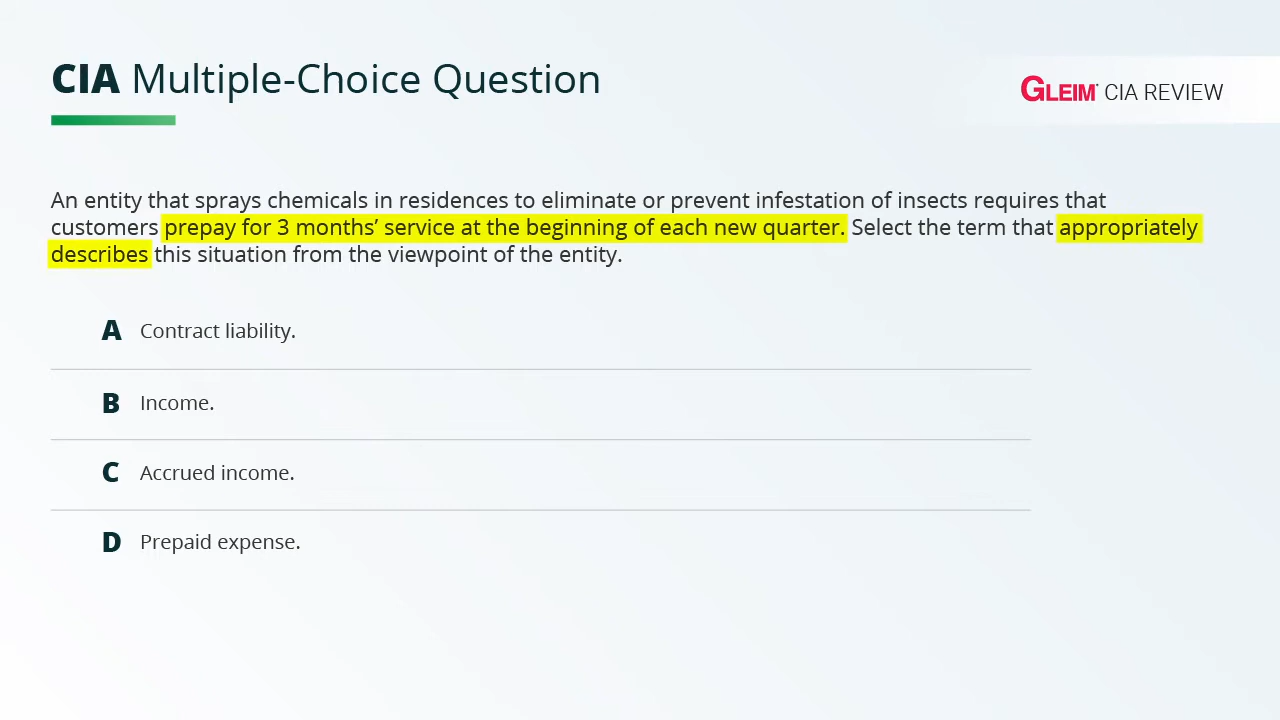 CIA Multiple-Choice Question
GLEIM CIA REVIEW
An entity that sprays chemicals in residences to eliminate or prevent infestation of insects requires that
customers prepay for 3 months’ service at the beginning of each new quarter. Select the term that appropriately
describes this situation from the viewpoint of the entity.
A Contract liability.
B Income.
C Accrued income.
D Prepaid expense.